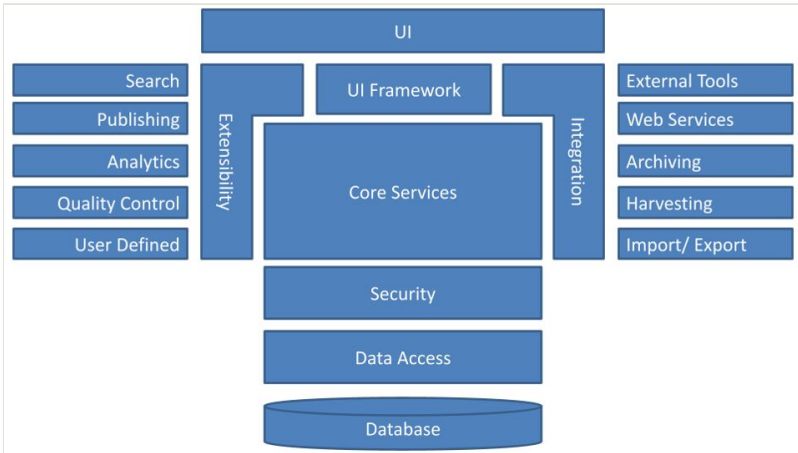 UI
Search
Publishing
Analytics
Quality Control
User Defined
Extensibility
UI Framework
Core Services
Security
Data Access
Database
Integration
External Tools
Web Services
Archiving
Harvesting
Import/ Export